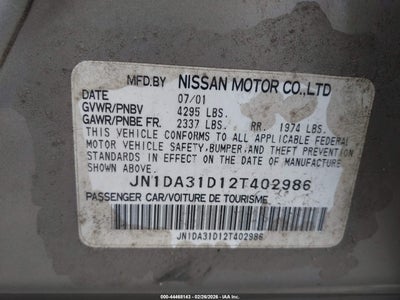 MFD.BY NISSAN MOTOR CO.,LTD
DATE 07/01
GVWR/PNBV 4295 LBS.
GAWR/PNBE FR. 2337 LBS. RR. 1974 LBS.
THIS VEHICLE CONFORMS TO ALL APPLICABLE FEDERAL
MOTOR VEHICLE SAFETY, BUMPER, AND THEFT PREVENTION
STANDARDS IN EFFECT ON THE DATE OF MANUFACTURE
SHOWN ABOVE.
JN1DA31D12T402986
PASSENGER CAR/VOITURE DE TOURISME
JN1DA31D12T402986
000-44468143 - 02/26/2026 - IAAI